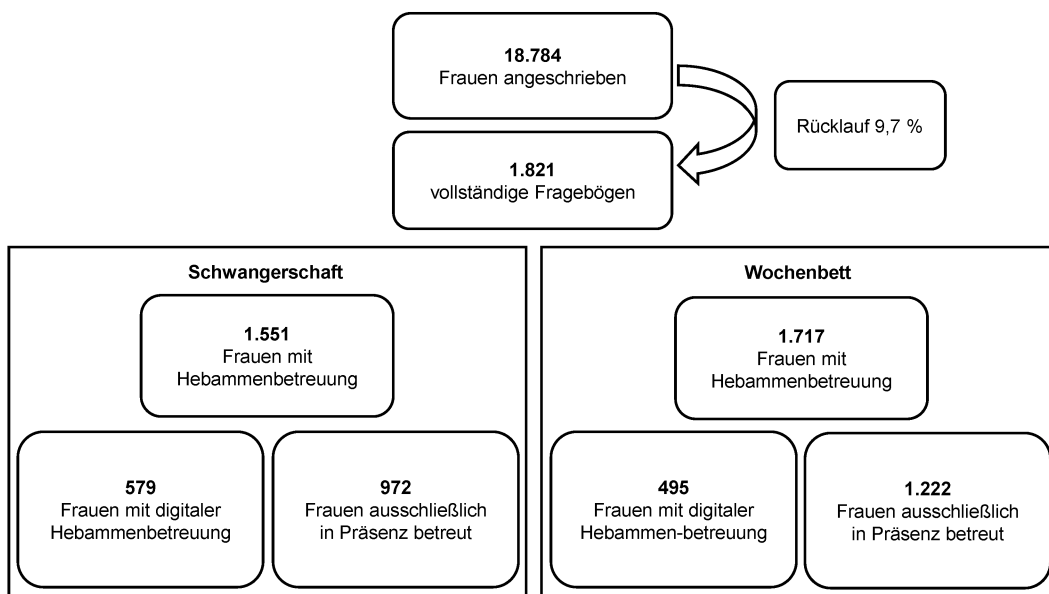 18.784
Frauen angeschrieben
Rücklauf 9,7 %
1.821
vollständige Fragebögen
Schwangerschaft
1.551
Frauen mit
Hebammenbetreuung
579
Frauen mit digitaler
Hebammenbetreuung
972
Frauen ausschließlich
in Präsenz betreut
Wochenbett
1.717
Frauen mit
Hebammenbetreuung
495
Frauen mit digitaler
Hebammen-betreuung
1.222
Frauen ausschließlich
in Präsenz betreut